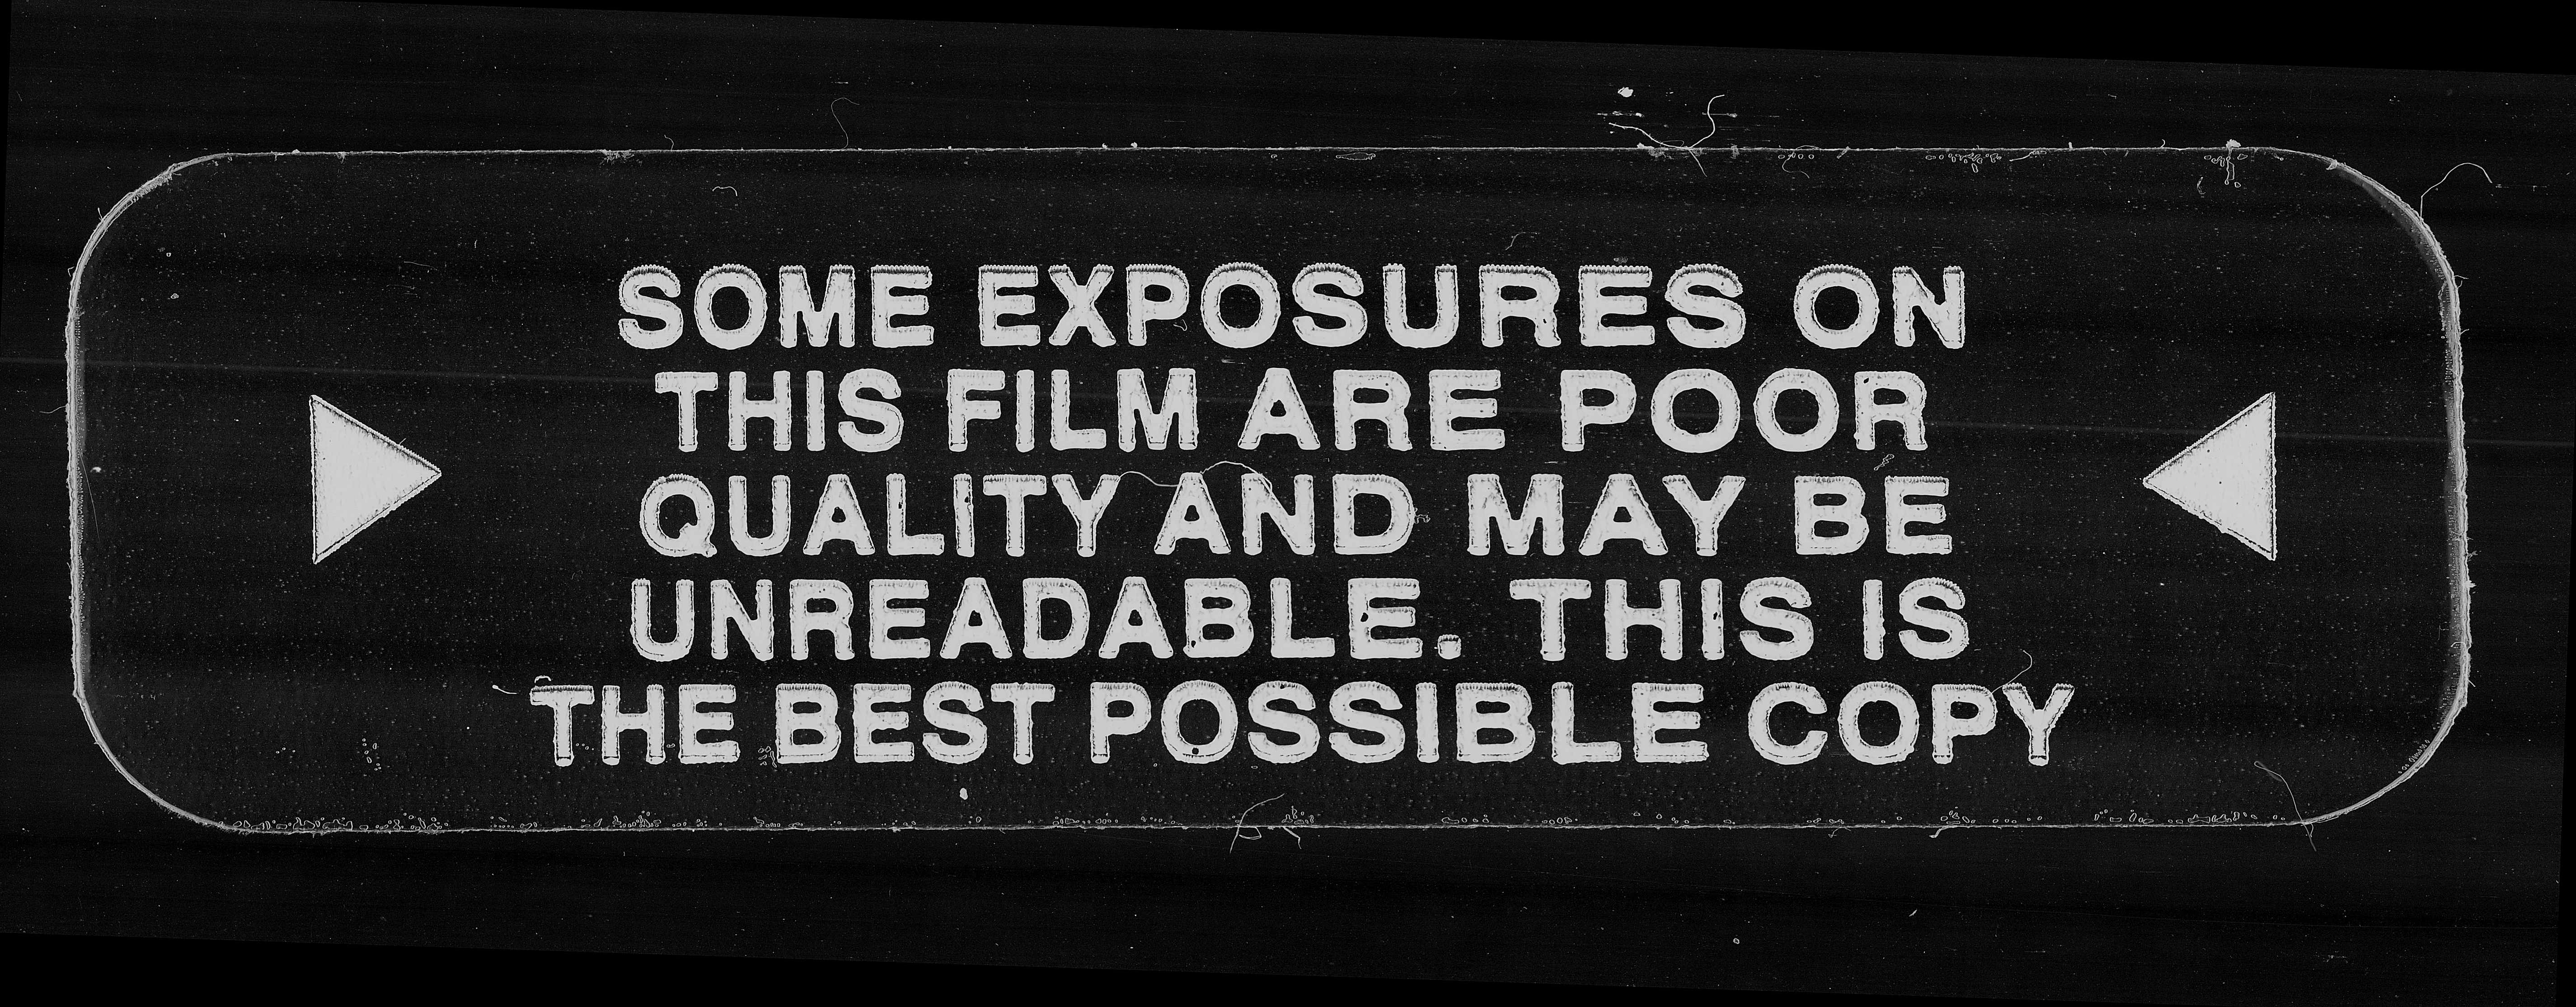 SOME EXPOSURES ON
THIS FILM ARE POOR
QUALITY AND MAY BE
UNREADABLE. THIS IS
THE BEST POSSIBLE COPY